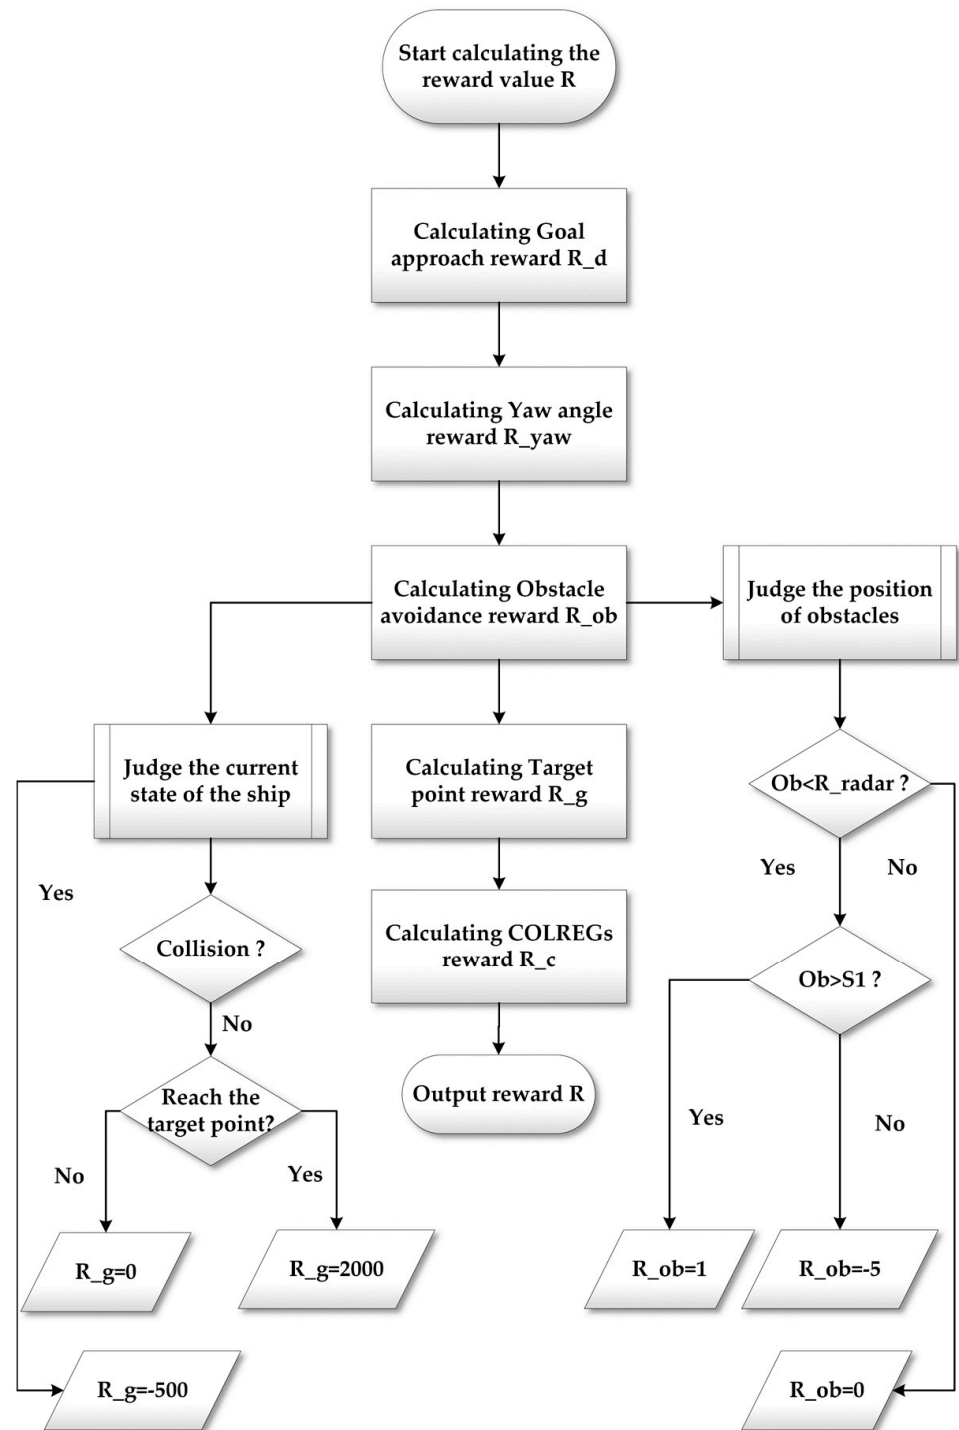 Start calculating the
reward value R
Calculating Goal
approach reward R_d
Calculating Yaw angle
reward R_yaw
Calculating Obstacle
avoidance reward R_ob
Judge the position
of obstacles
Judge the current
state of the ship
Calculating Target
point reward R_g
Ob<R_radar ?
Yes
No
Yes
Collision ?
Calculating COLREGs
reward R_c
Ob>S1 ?
No
Reach the
target point?
Output reward R
Yes
No
No
Yes
R_g=0
R_g=2000
R_ob=1
R_ob=-5
R_g=-500
R_ob=0